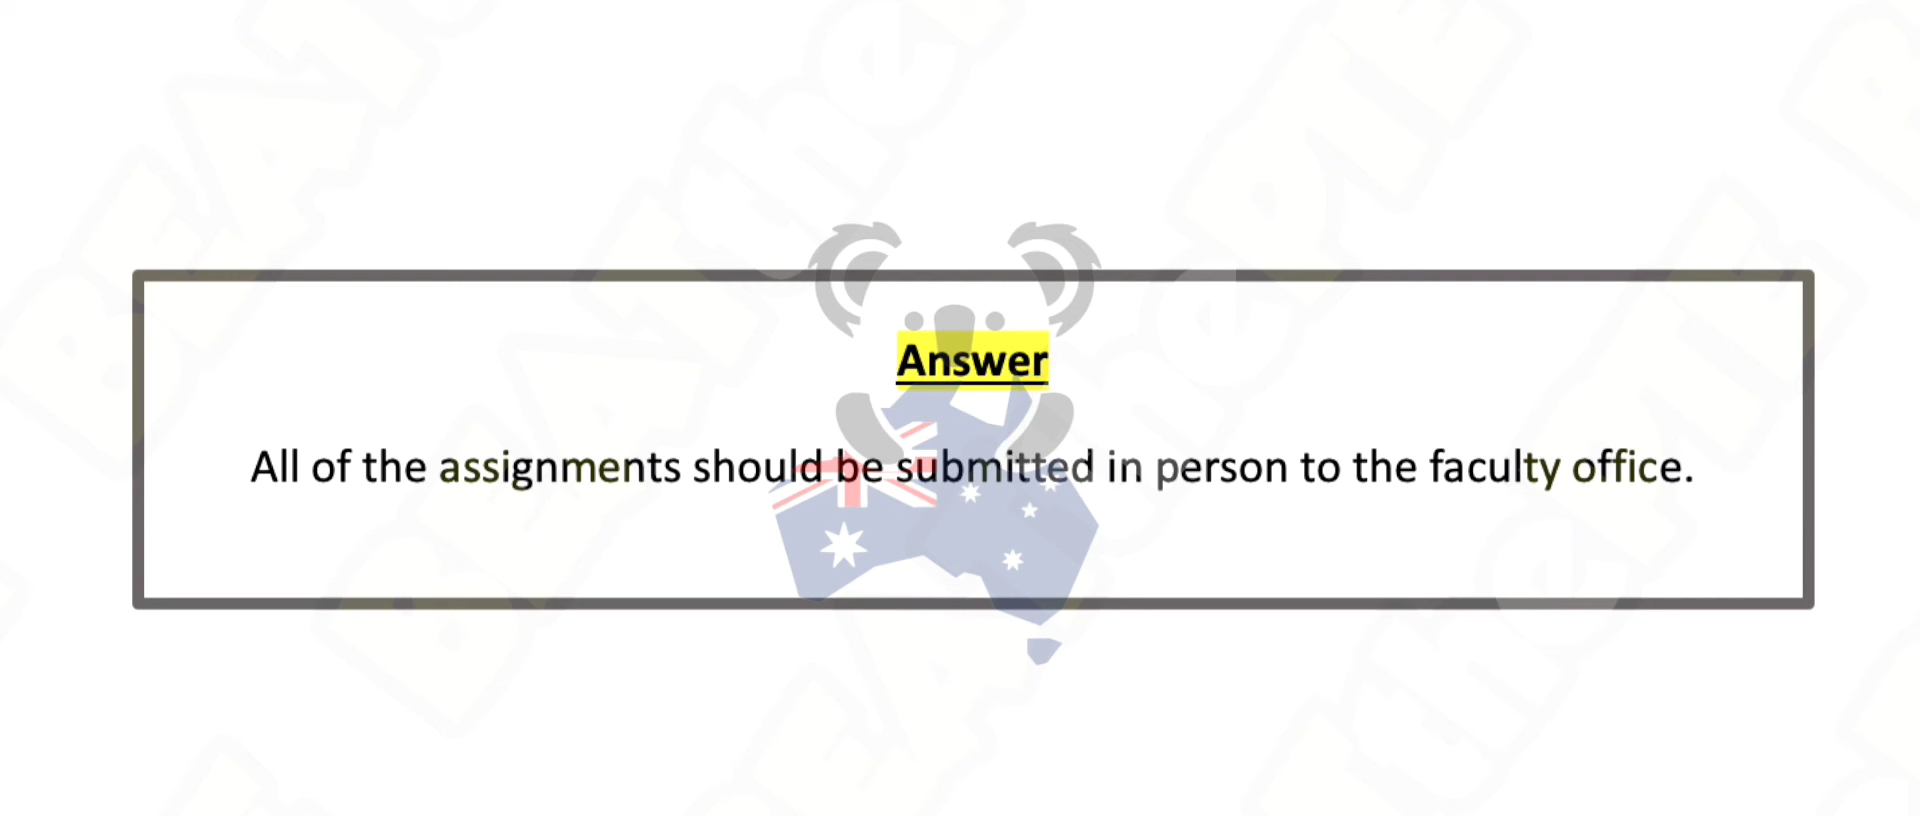 Answer
All of the assignments should be submitted in person to the faculty office.